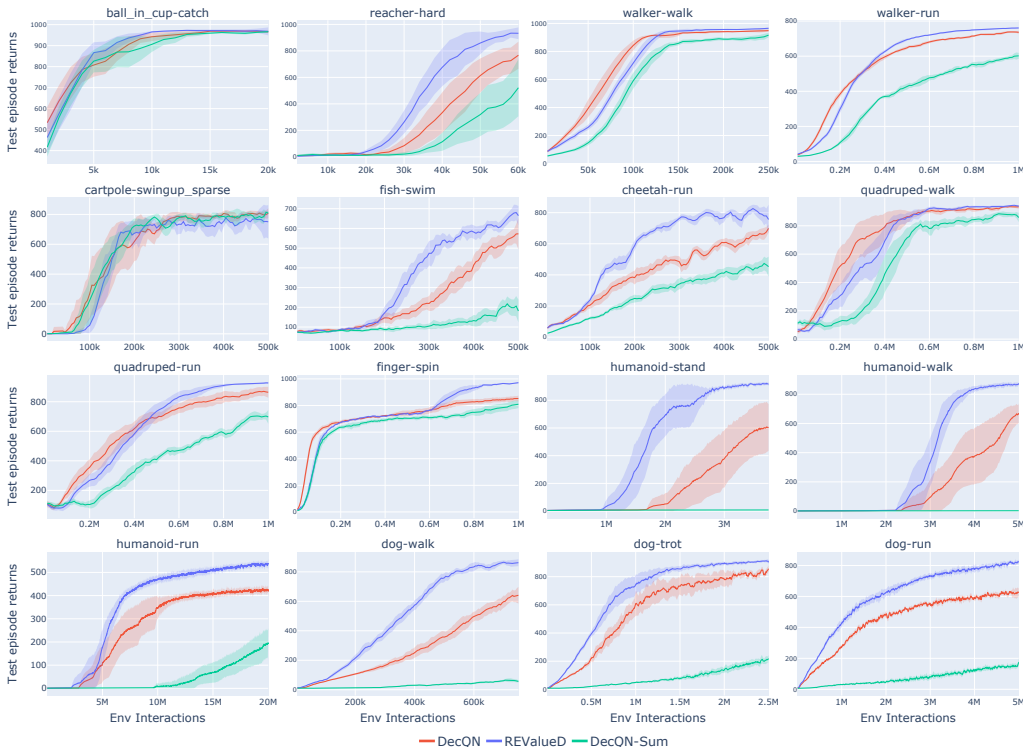 ball_in_cup-catch
reacher-hard
walker-walk
walker-run
Test episode returns
1000
900
800
700
600
500
400
5k
10k
15k
20k
1000
800
600
400
200
0
10k
20k
30k
40k
50k
60k
1000
800
600
400
200
0
50k
100k
150k
200k
250k
800
600
400
200
0
0.2M
0.4M
0.6M
0.8M
1M
cartpole-swingup_sparse
fish-swim
cheetah-run
quadruped-walk
Test episode returns
800
600
400
200
0
100k
200k
300k
400k
500k
700
600
500
400
300
200
100
100k
200k
300k
400k
500k
800
600
400
200
0
100k
200k
300k
400k
500k
800
600
400
200
0.2M
0.4M
0.6M
0.8M
1M
quadruped-run
finger-spin
humanoid-stand
humanoid-walk
Test episode returns
800
600
400
200
0.2M
0.4M
0.6M
0.8M
1M
1000
800
600
400
200
0
0.2M
0.4M
0.6M
0.8M
1M
800
600
400
200
0
1M
2M
3M
800
600
400
200
0
1M
2M
3M
4M
5M
humanoid-run
dog-walk
dog-trot
dog-run
Test episode returns
500
400
300
200
100
0
5M
10M
15M
20M
800
600
400
200
0
200k
400k
600k
800
600
400
200
0
0.5M
1M
1.5M
2M
2.5M
800
600
400
200
0
1M
2M
3M
4M
5M
Env Interactions
Env Interactions
Env Interactions
Env Interactions
DecQN
REValueD
DecQN-Sum